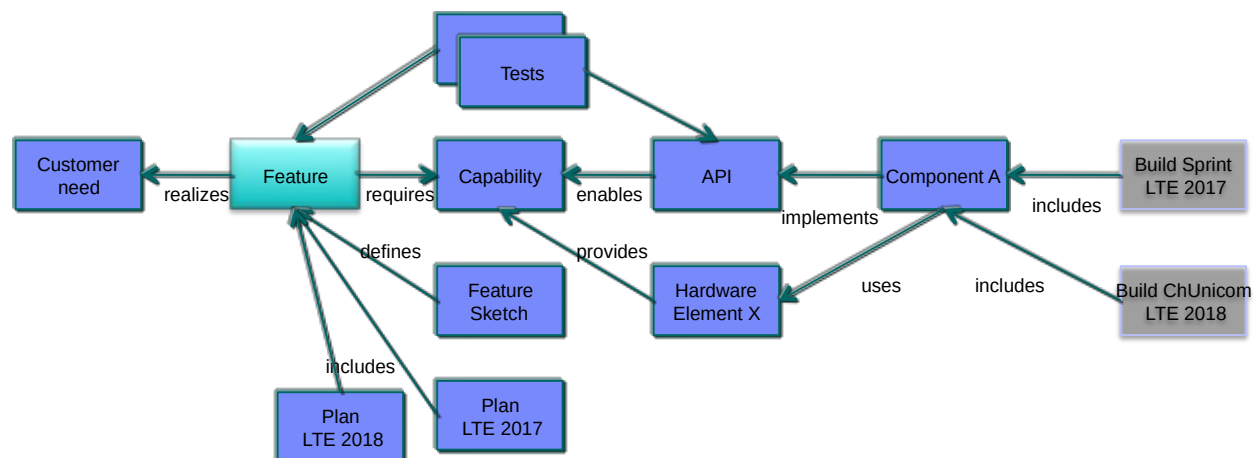 Tests
Customer
need
realizes
Feature
requires
Capability
enables
API
implements
Component A
includes
Build Sprint
LTE 2017
defines
provides
Feature
Sketch
Hardware
Element X
uses
includes
Build ChUnicom
LTE 2018
includes
Plan
LTE 2018
Plan
LTE 2017